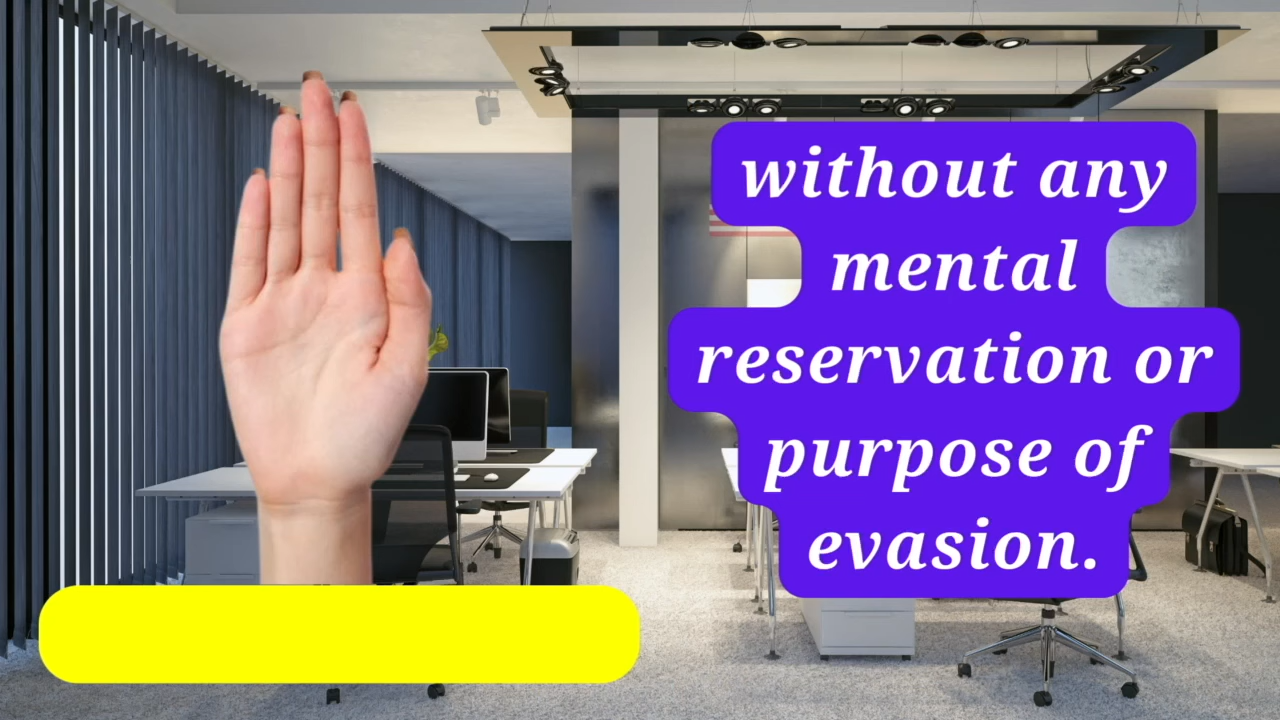 without any
mental
reservation or
purpose of
evasion.